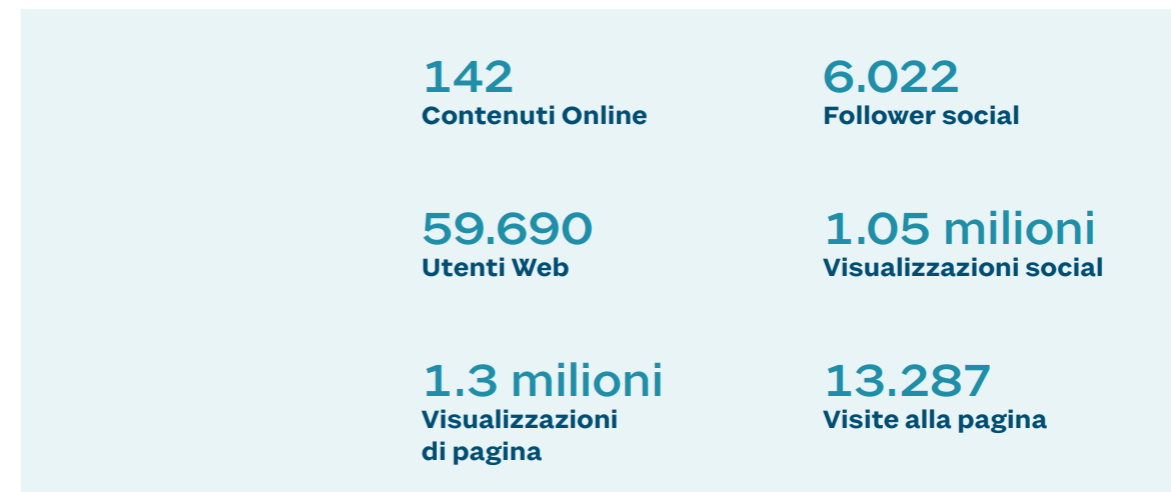 142
Contenuti Online
6.022
Follower social
59.690
Utenti Web
1.05 milioni
Visualizzazioni social
1.3 milioni
Visualizzazioni
di pagina
13.287
Visite alla pagina